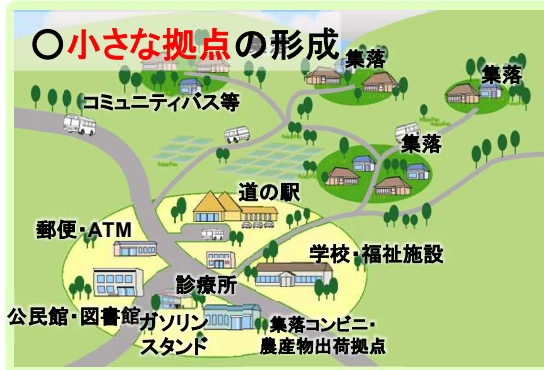 ○小さな拠点の形成
集落
集落
コミュニティバス等
集落
道の駅
郵便・ATM
学校・福祉施設
診療所
公民館・図書館
ガソリン
スタンド
集落コンビニ・
農産物出荷拠点